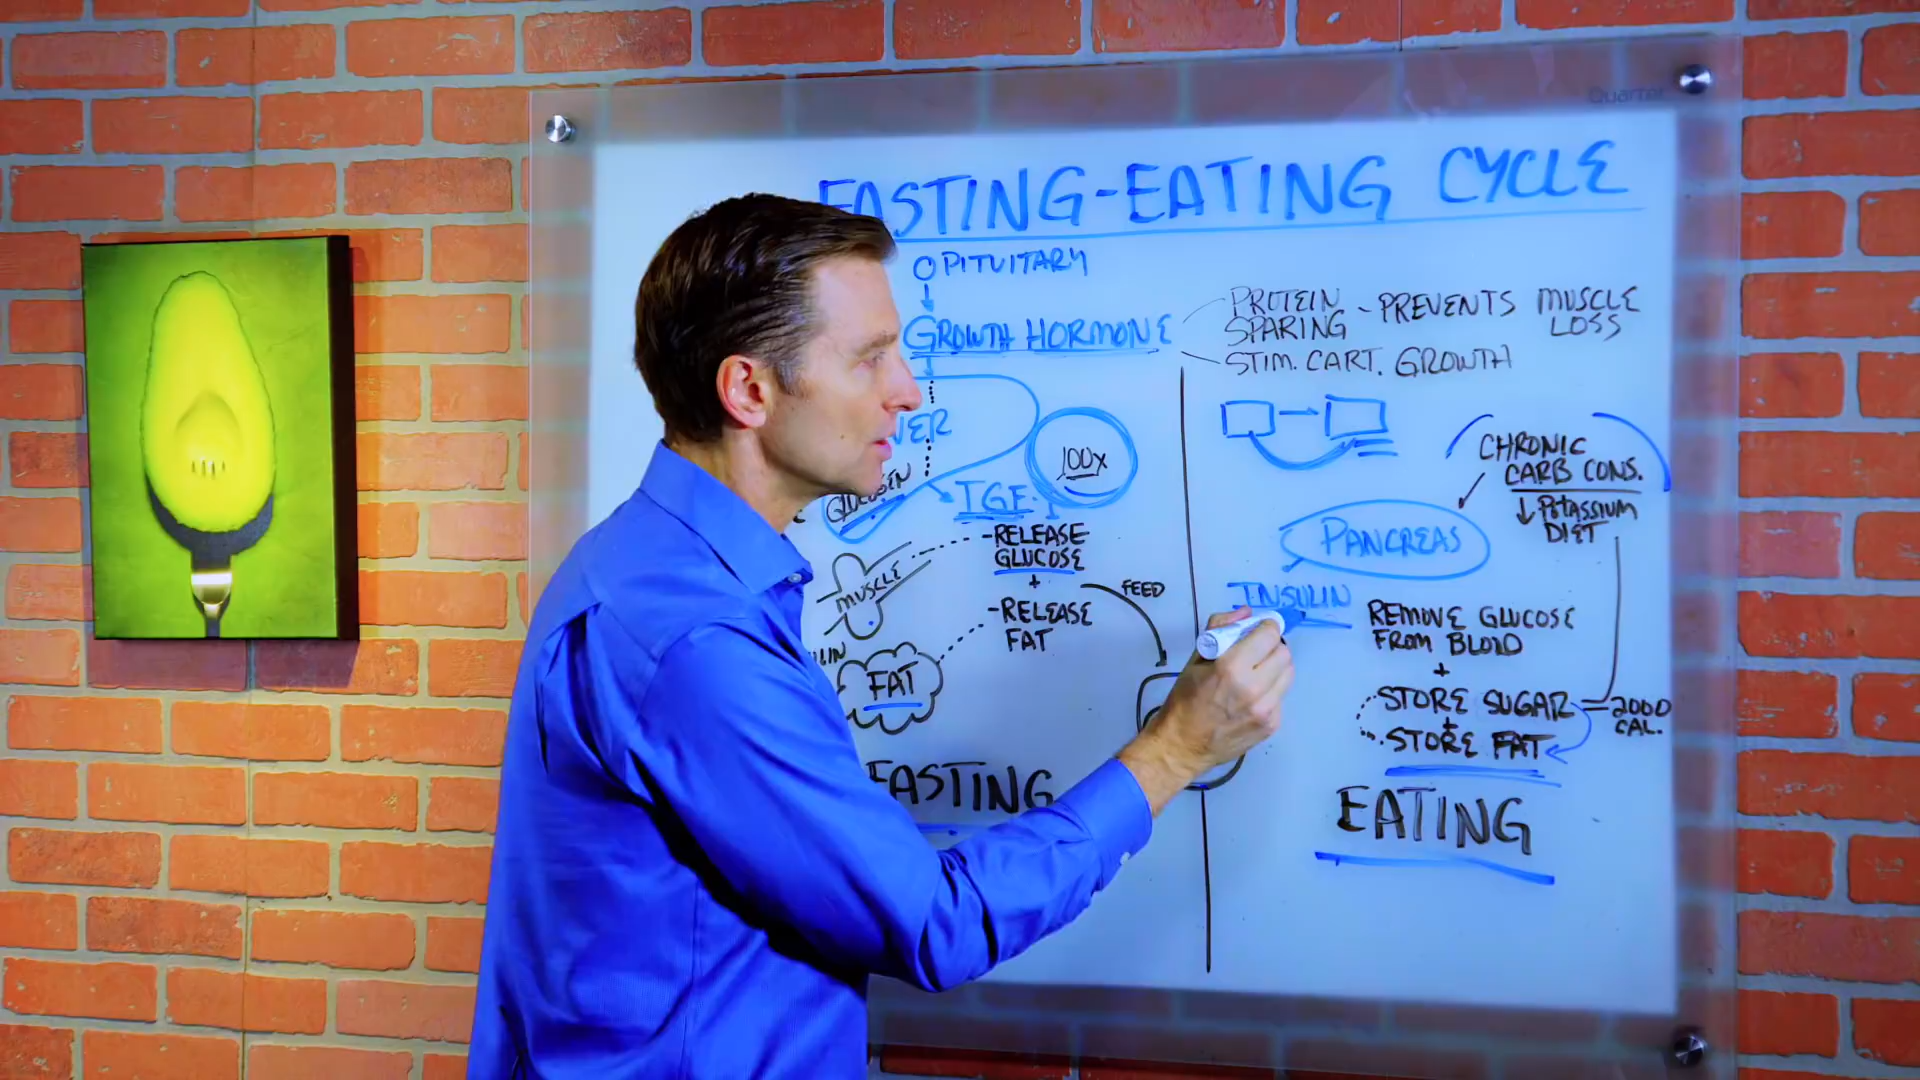 Quartet
FASTING-EATING CYCLE
PITUITARY
GROWTH HORMONE
PROTEIN
SPARING
- PREVENTS MUSCLE
LOSS
STIM. CART. GROWTH
100X
IGF
-RELEASE
GLUCOSE
+
-RELEASE
FAT
MUSCLE
FAT
FEED
FASTING
CHRONIC
CARB CONS.
↓ POTASSIUM
DIET
PANCREAS
INSULIN
REMOVE GLUCOSE
FROM BLOOD
+
STORE SUGAR = 2000
CAL.
&
STORE FAT
EATING